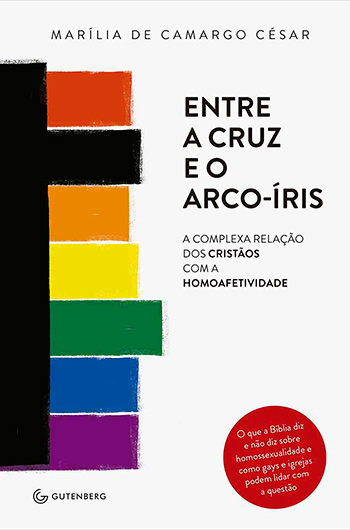 MARÍLIA DE CAMARGO CÉSAR
ENTRE
A CRUZ
E O
ARCO-ÍRIS
A COMPLEXA RELAÇÃO
DOS CRISTÃOS
COM A
HOMOAFETIVIDADE
O que a Bíblia diz
e não diz sobre
homossexualidade e
como gays e igrejas
podem lidar com
a questão
GUTENBERG